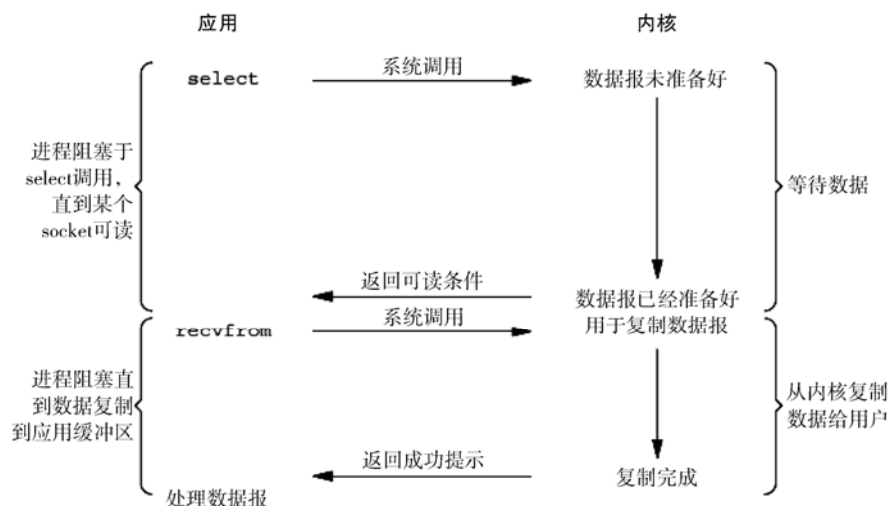 应用
内核
select
系统调用
数据报未准备好
进程阻塞于
select调用，
直到某个
socket可读
等待数据
返回可读条件
数据报已经准备好
用于复制数据报
recvfrom
系统调用
进程阻塞直
到数据复制
到应用缓冲区
从内核复制
数据给用户
返回成功提示
复制完成
处理数据报